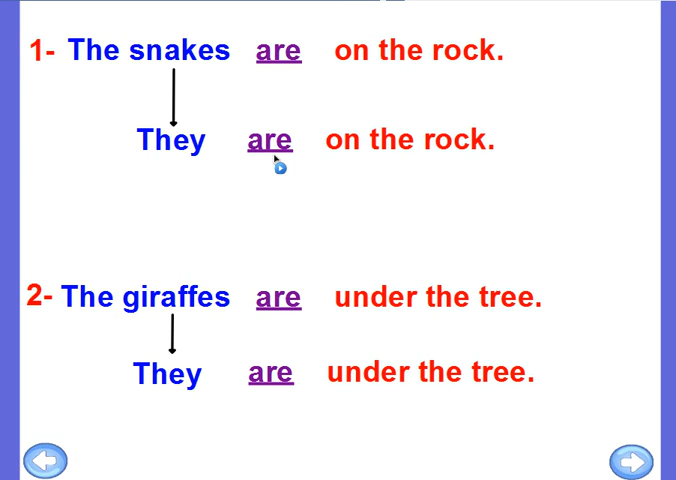 1- The snakes are on the rock.
They are on the rock.
2- The giraffes are under the tree.
They are under the tree.